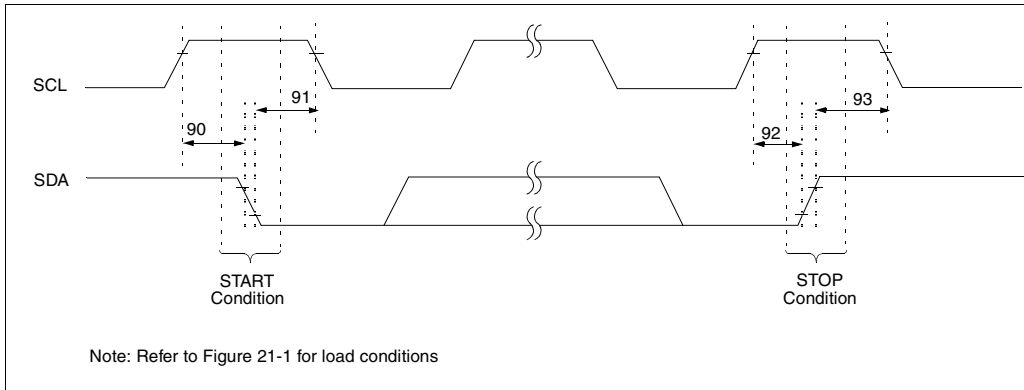 SCL
91
93
90
92
SDA
START
Condition
STOP
Condition
Note: Refer to Figure 21-1 for load conditions